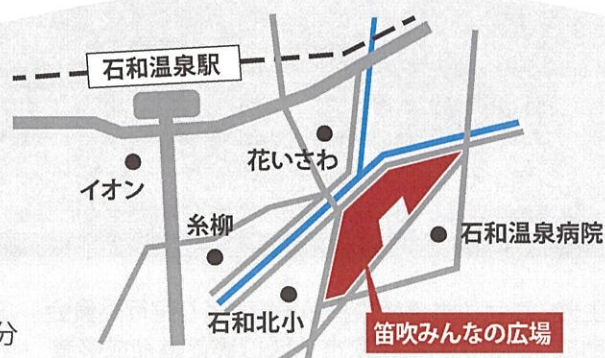 石和温泉駅
花いさわ
イオン
糸柳
石和温泉病院
石和北小
分
笛吹みんなの広場